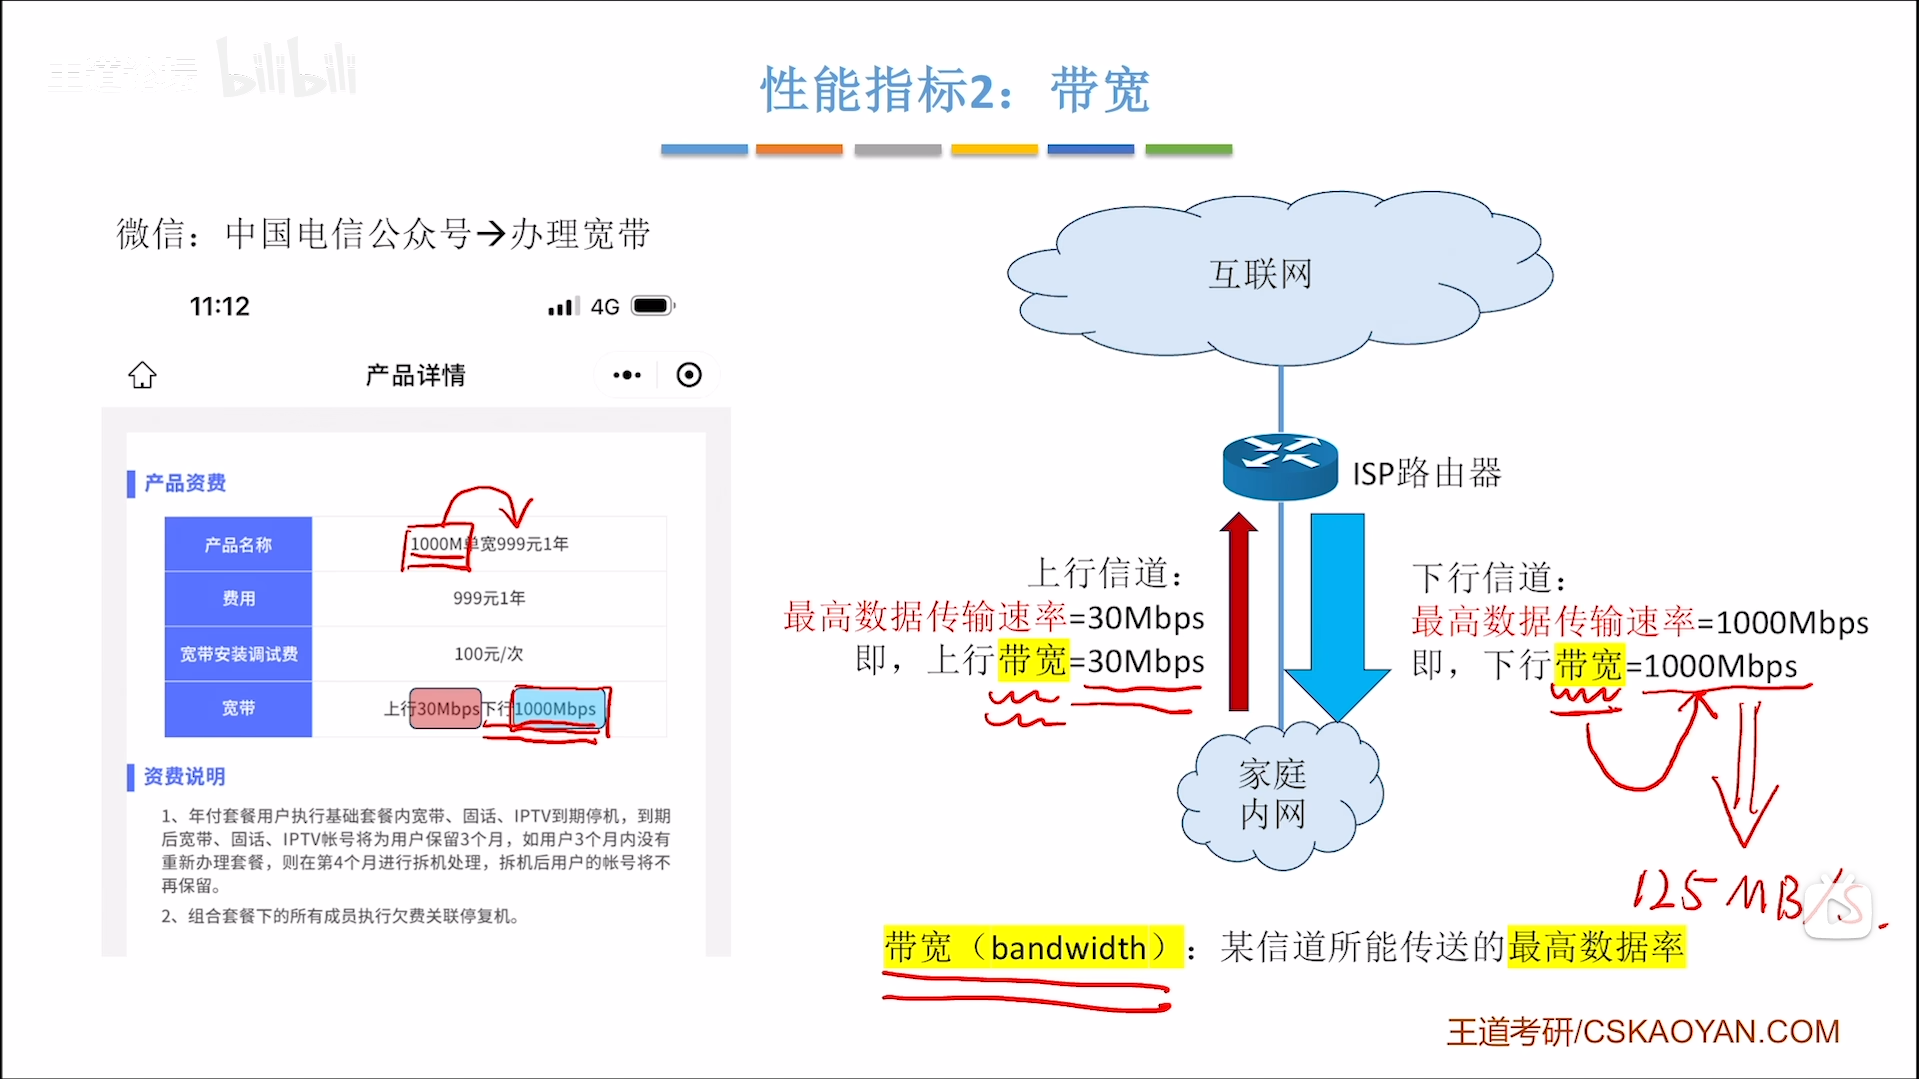 王道论坛 bilibili
性能指标2：带宽
微信：中国电信公众号→办理宽带
11:12
4G
产品详情
产品资费
产品名称 1000M单宽999元1年
费用 999元1年
宽带安装调试费 100元/次
宽带 上行30Mbps下行1000Mbps
资费说明
1、年付套餐用户执行基础套餐内宽带、固话、IPTV到期停机，到期
后宽带、固话、IPTV帐号将为用户保留3个月，如用户3个月内没有
重新办理套餐，则在第4个月进行拆机处理，拆机后用户的帐号将不
再保留。
2、组合套餐下的所有成员执行欠费关联停复机。
互联网
ISP路由器
上行信道：
最高数据传输速率=30Mbps
即，上行带宽=30Mbps
下行信道：
最高数据传输速率=1000Mbps
即，下行带宽=1000Mbps
家庭
内网
125MB/s.
带宽（bandwidth）：某信道所能传送的最高数据率
王道考研/CSKAOYAN.COM